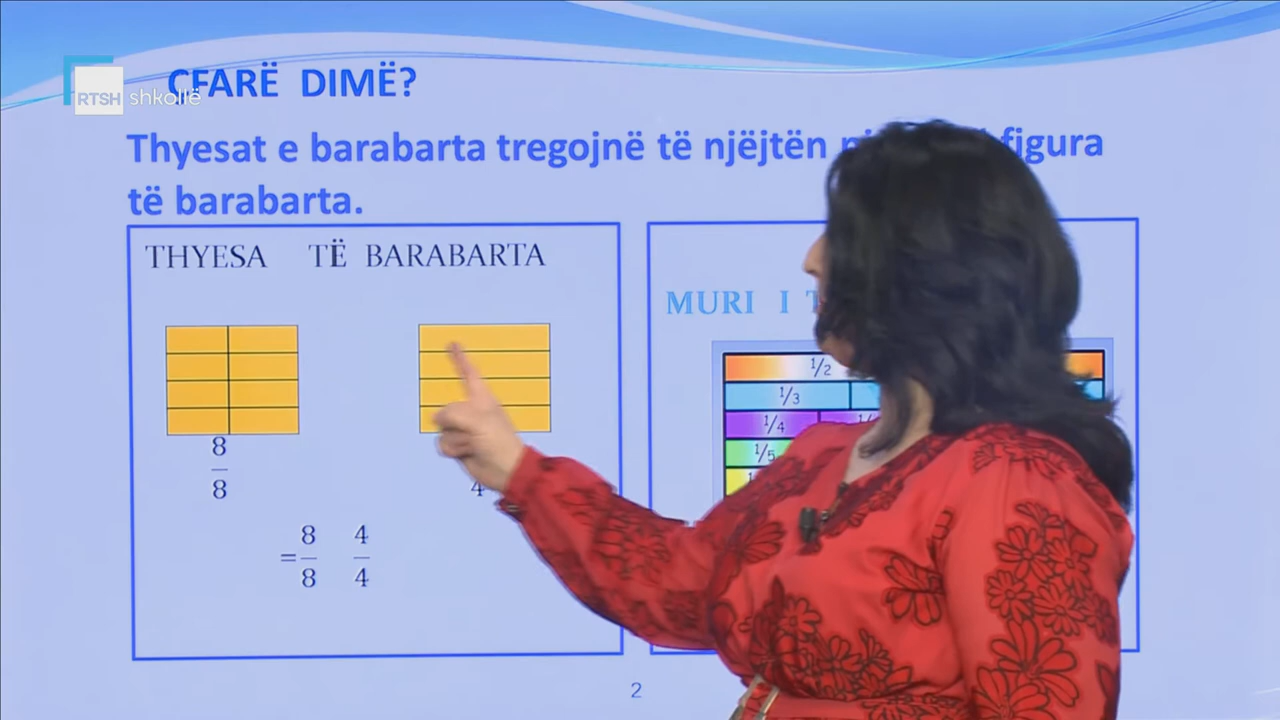 RTSH shkollë
CFARË DIMË?
Thyesat e barabarta tregojnë të njëjtën figura
të barabarta.
THYESA TË BARABARTA
8
8
4
=
8
8
4
4
MURI I
1/2
1/3
1/4
1/5
2